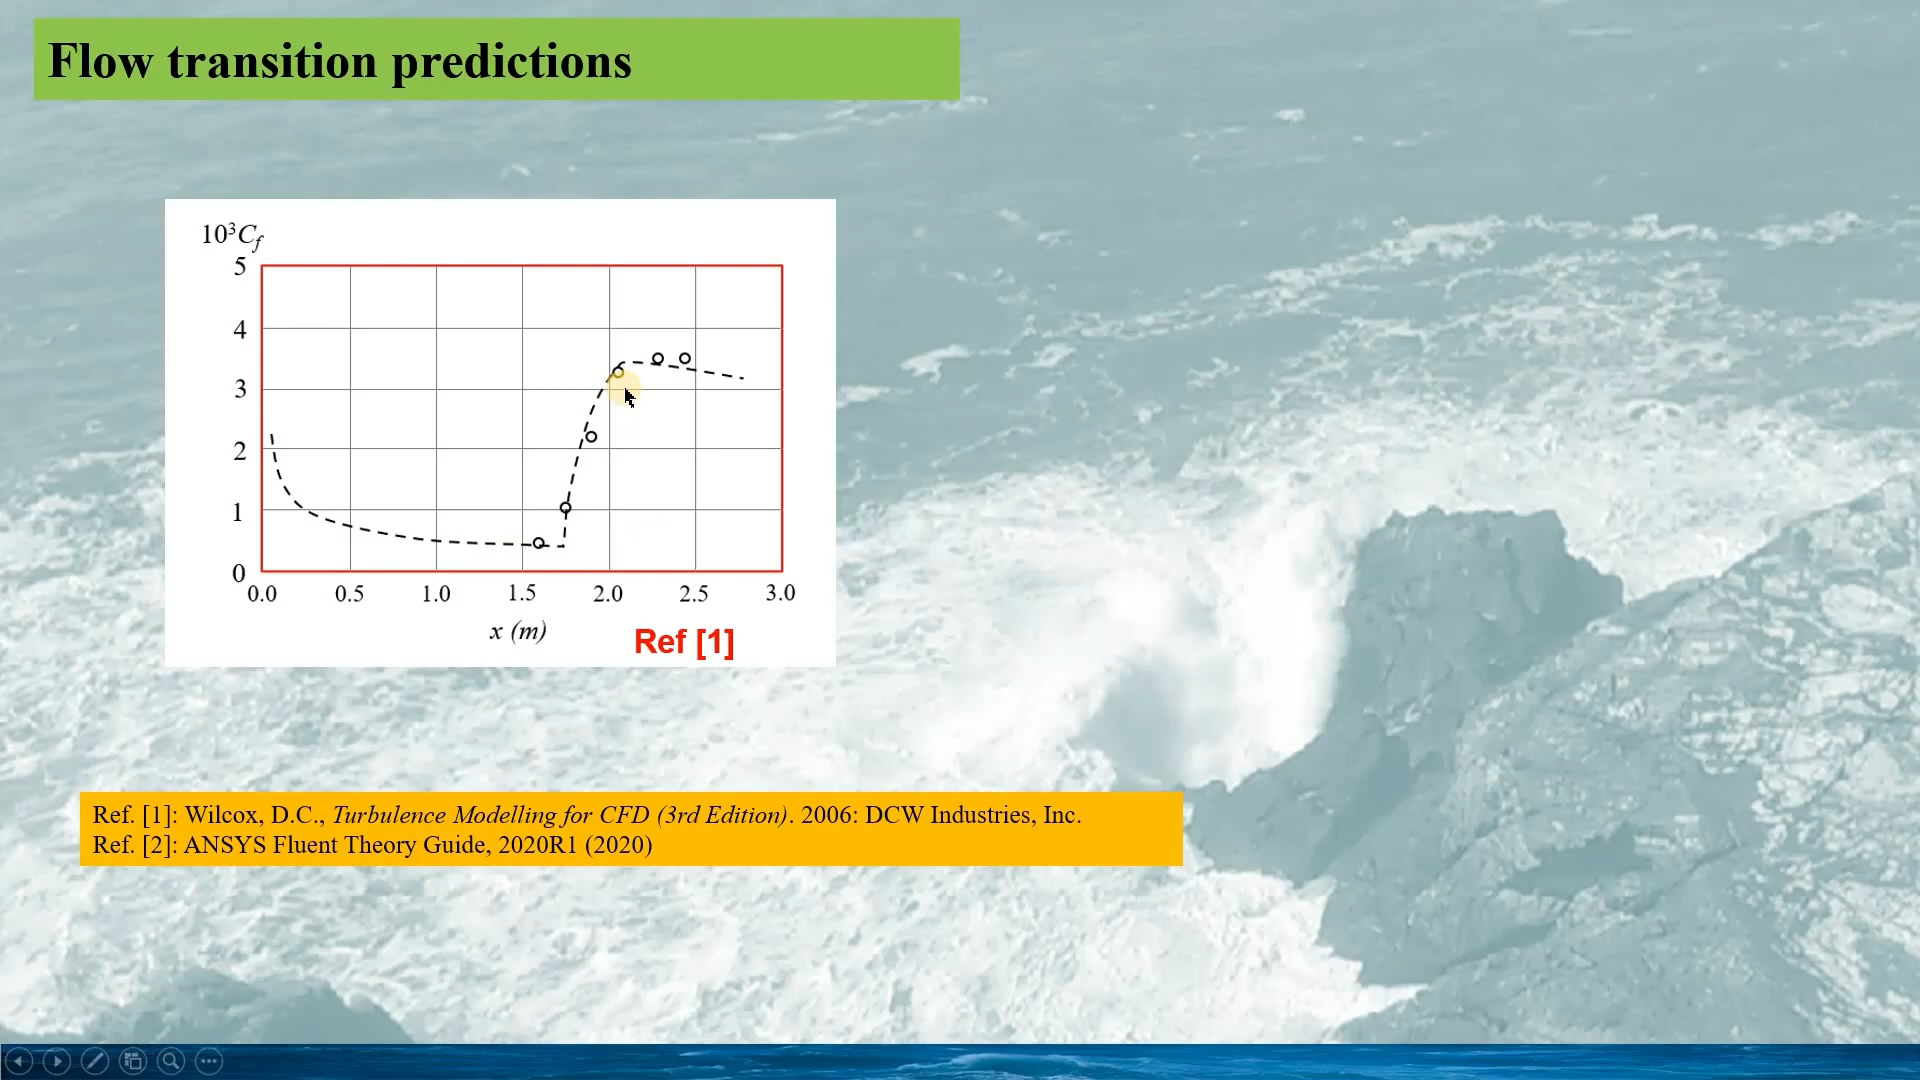 Flow transition predictions
10³C_f
5
4
3
2
1
0
0.0 0.5 1.0 1.5 2.0 2.5 3.0
x (m)
Ref [1]
Ref. [1]: Wilcox, D.C., Turbulence Modelling for CFD (3rd Edition). 2006: DCW Industries, Inc.
Ref. [2]: ANSYS Fluent Theory Guide, 2020R1 (2020)